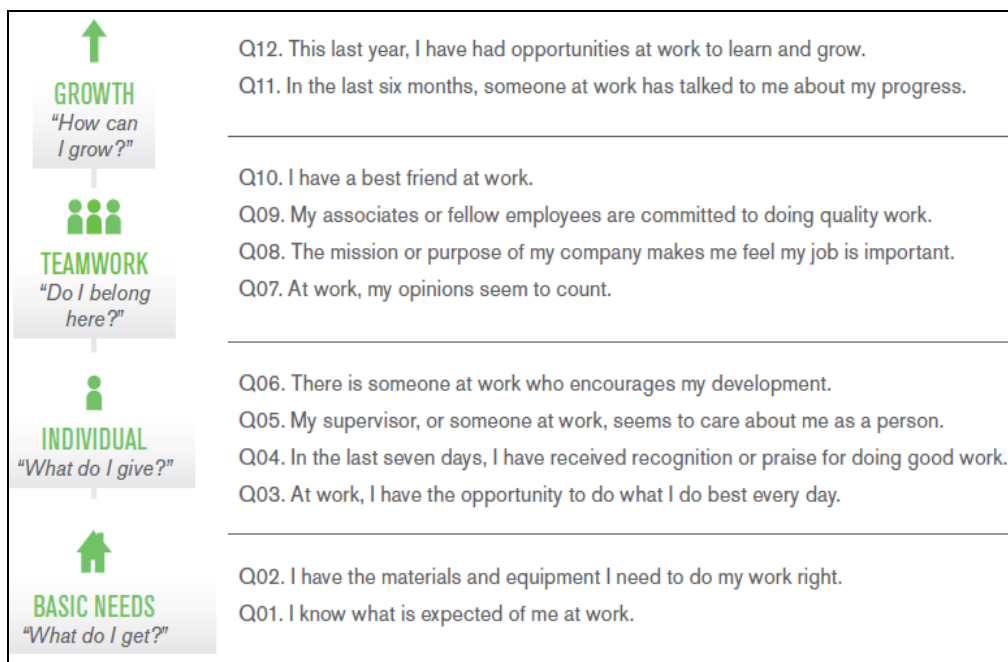 GROWTH
“How can
I grow?”
Q12. This last year, I have had opportunities at work to learn and grow.
Q11. In the last six months, someone at work has talked to me about my progress.
TEAMWORK
“Do I belong
here?”
Q10. I have a best friend at work.
Q09. My associates or fellow employees are committed to doing quality work.
Q08. The mission or purpose of my company makes me feel my job is important.
Q07. At work, my opinions seem to count.
INDIVIDUAL
“What do I give?”
Q06. There is someone at work who encourages my development.
Q05. My supervisor, or someone at work, seems to care about me as a person.
Q04. In the last seven days, I have received recognition or praise for doing good work.
Q03. At work, I have the opportunity to do what I do best every day.
BASIC NEEDS
“What do I get?”
Q02. I have the materials and equipment I need to do my work right.
Q01. I know what is expected of me at work.